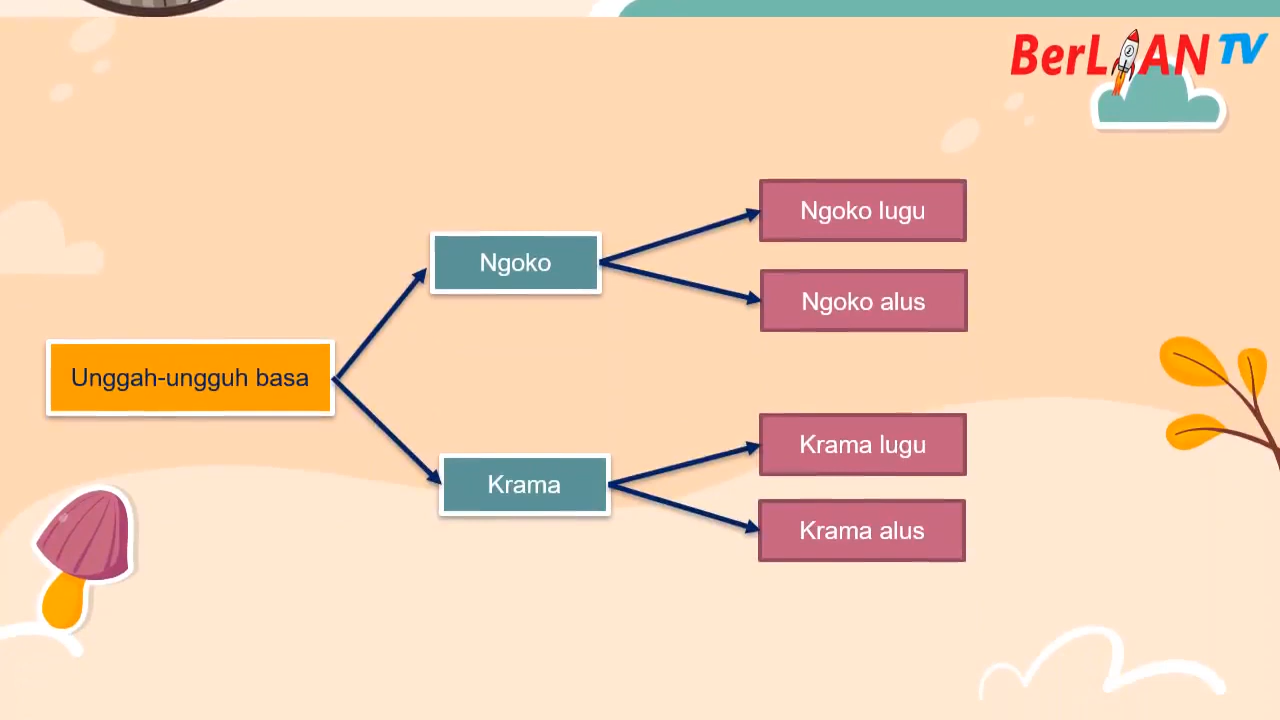 BerLIAN TV
Ngoko lugu
Ngoko
Ngoko alus
Unggah-ungguh basa
Krama lugu
Krama
Krama alus